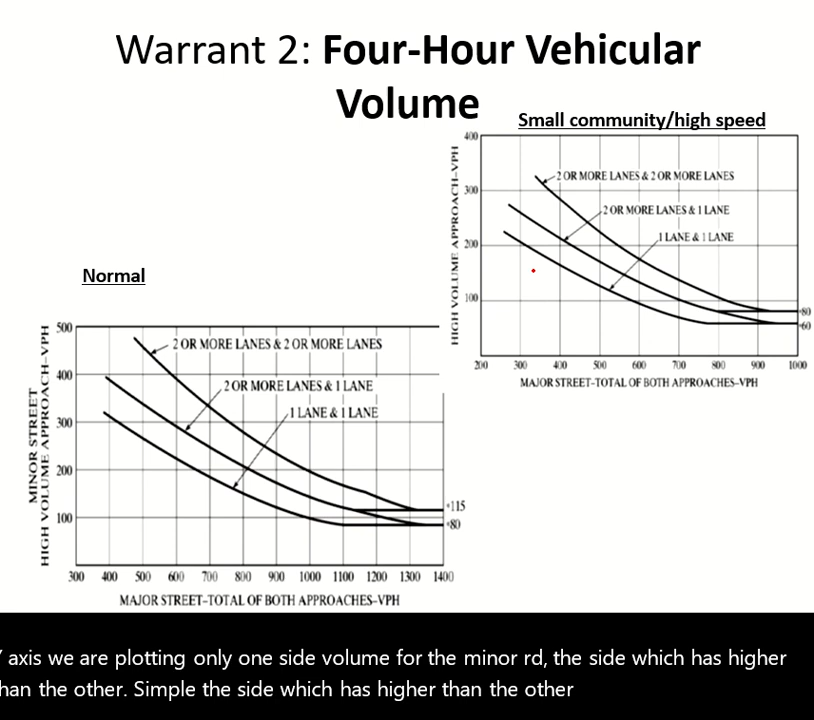 Warrant 2: Four-Hour Vehicular
Volume
Small community/high speed
HIGH VOLUME APPROACH-VPH
400
300
200
100
2 OR MORE LANES & 2 OR MORE LANES
2 OR MORE LANES & 1 LANE
1 LANE & 1 LANE
*80
*60
200 300 400 500 600 700 800 900 1000
MAJOR STREET-TOTAL OF BOTH APPROACHES-VPH
Normal
MINOR STREET
HIGH VOLUME APPROACH-VPH
500
400
300
200
100
2 OR MORE LANES & 2 OR MORE LANES
2 OR MORE LANES & 1 LANE
1 LANE & 1 LANE
*115
*80
300 400 500 600 700 800 900 1000 1100 1200 1300 1400
MAJOR STREET-TOTAL OF BOTH APPROACHES-VPH
axis we are plotting only one side volume for the minor rd, the side which has higher
han the other. Simple the side which has higher than the other